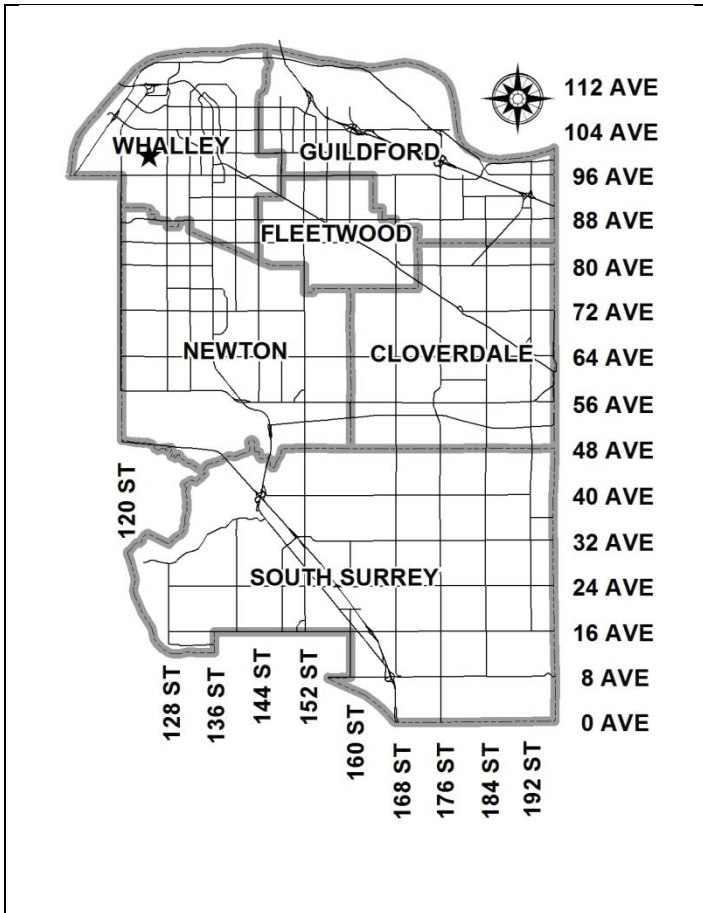 112 AVE
104 AVE
WHALLEY
GUILDFORD
96 AVE
88 AVE
FLEETWOOD
80 AVE
72 AVE
NEWTON
CLOVERDALE
64 AVE
56 AVE
48 AVE
120 ST
40 AVE
32 AVE
SOUTH SURREY
24 AVE
16 AVE
128 ST
136 ST
144 ST
152 ST
160 ST
8 AVE
0 AVE
168 ST
176 ST
184 ST
192 ST